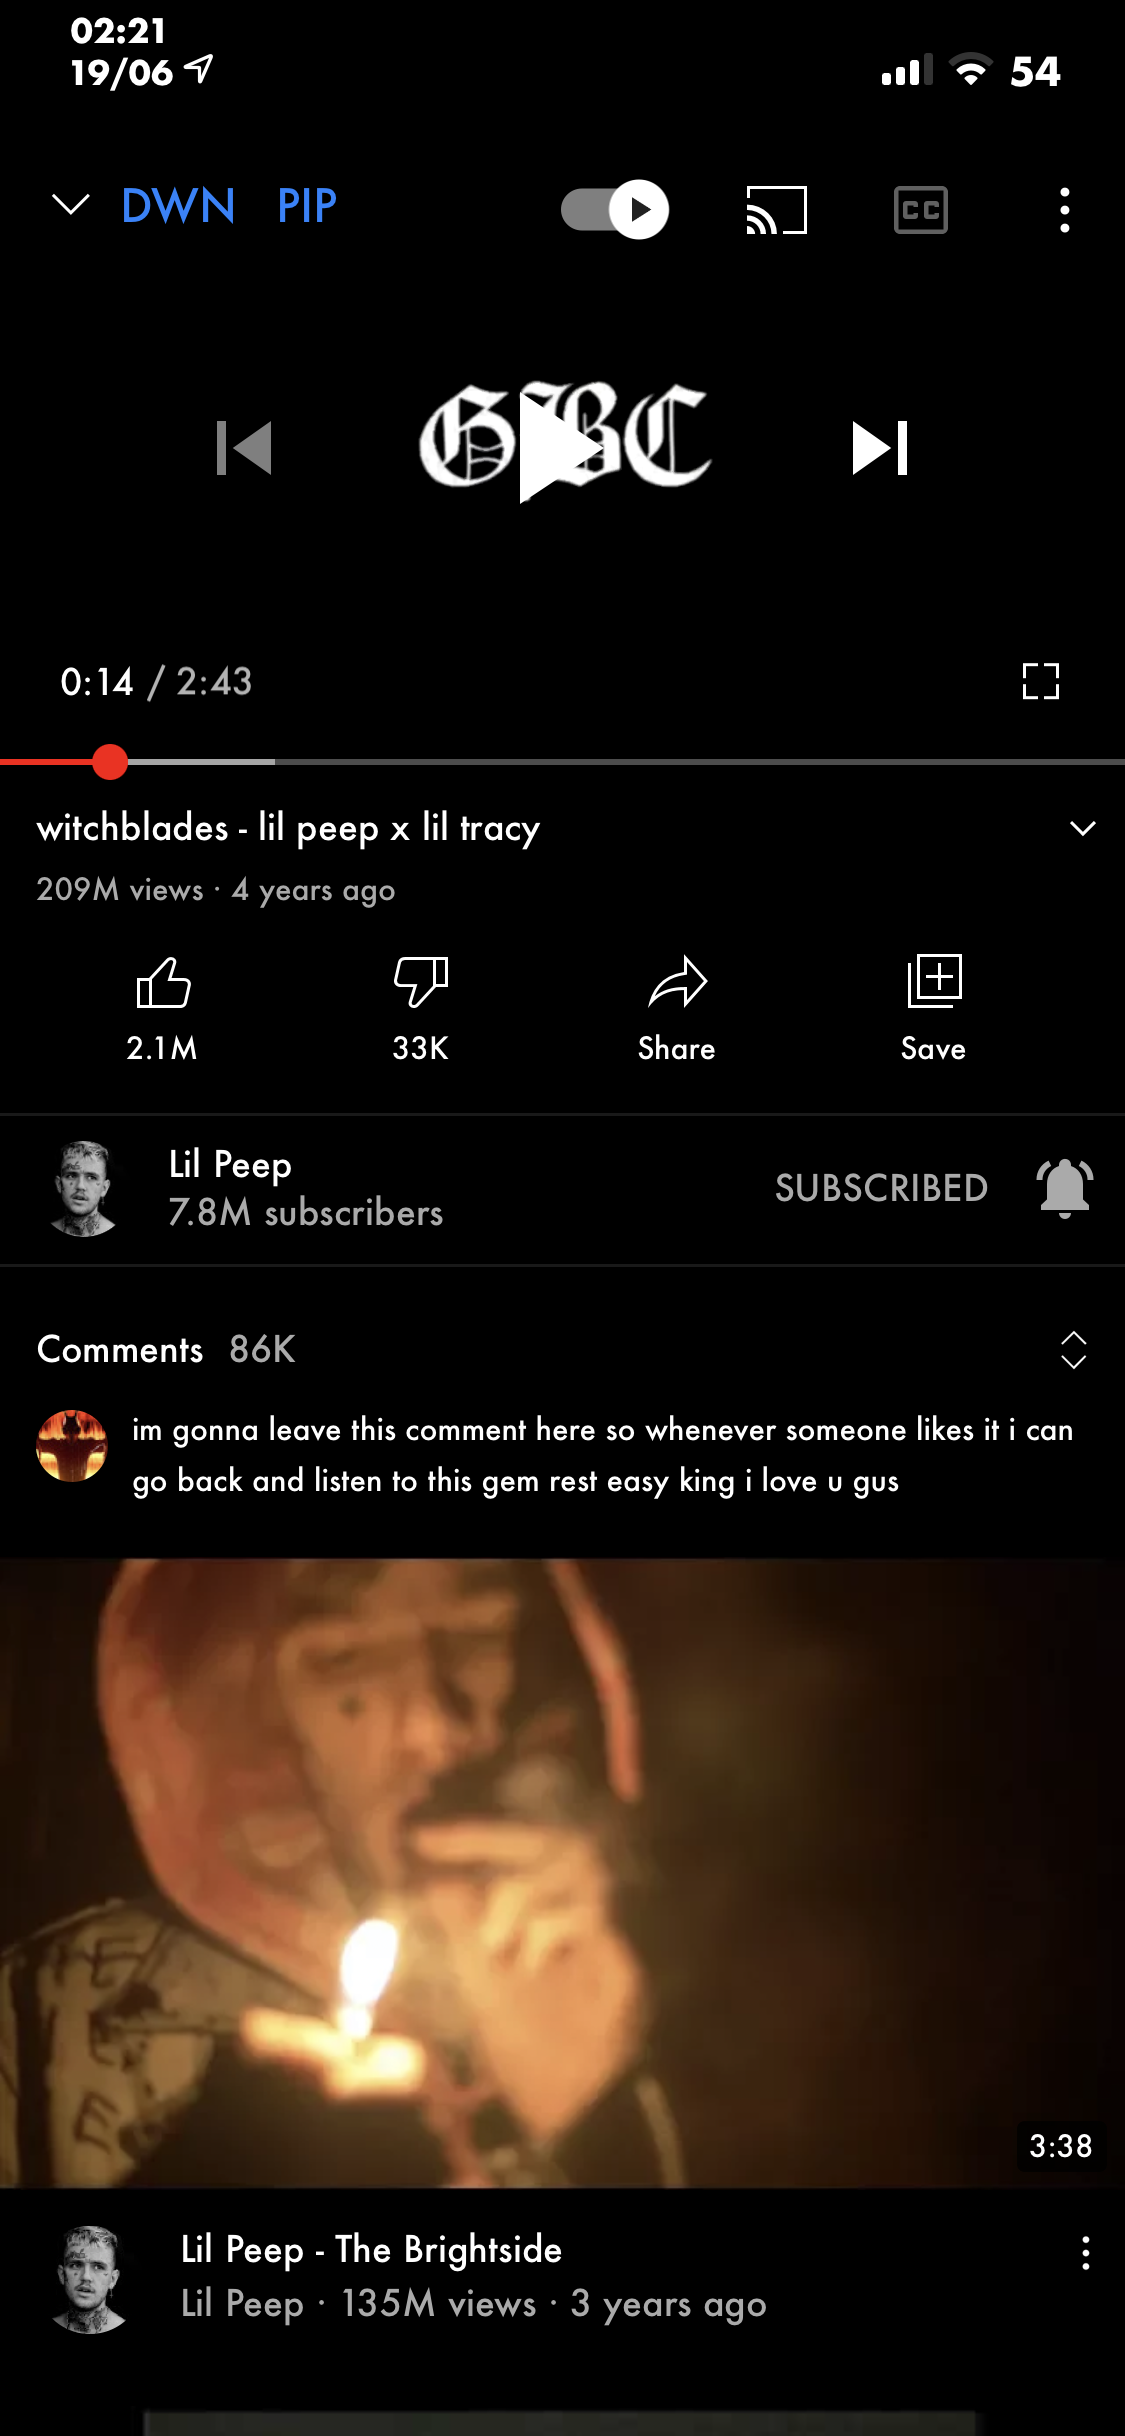 02:21
19/06
54
DWN PIP
CC
GBC
0:14 / 2:43
witchblades - lil peep x lil tracy
209M views · 4 years ago
2.1M 33K Share Save
Lil Peep
7.8M subscribers
SUBSCRIBED
Comments 86K
im gonna leave this comment here so whenever someone likes it i can
go back and listen to this gem rest easy king i love u gus
3:38
Lil Peep - The Brightside
Lil Peep · 135M views · 3 years ago